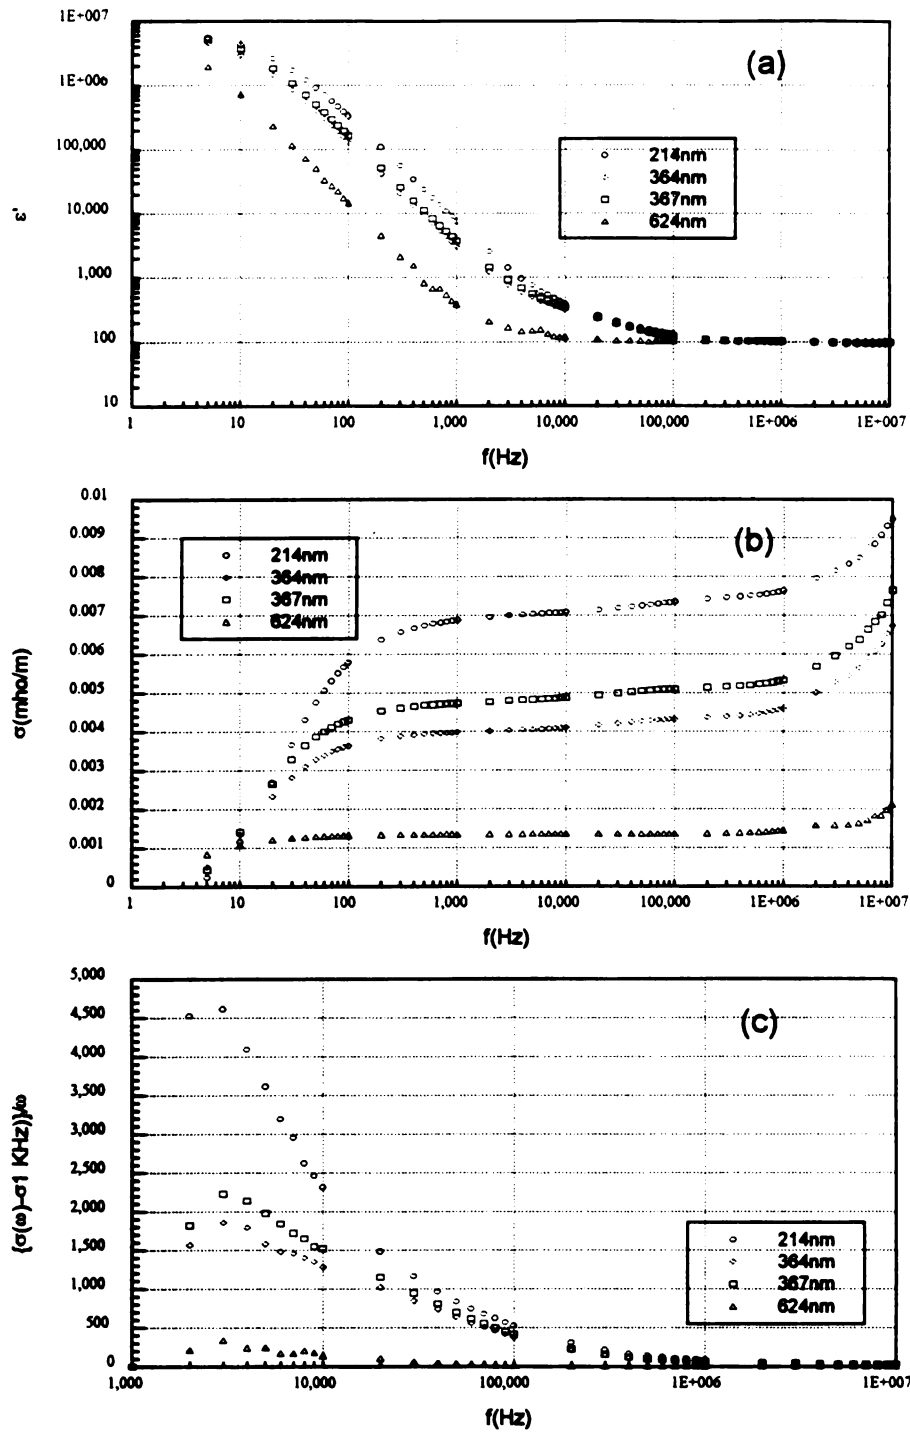 1E+007
1E+006
100,000
10,000
1,000
100
10
ε'
(a)
214nm
364nm
367nm
624nm
1
10
100
1,000
10,000
100,000
1E+006
1E+007
f(Hz)
0.01
0.009
0.008
0.007
0.006
0.005
0.004
0.003
0.002
0.001
0
σ(mho/m)
(b)
214nm
364nm
367nm
624nm
1
10
100
1,000
10,000
100,000
1E+006
1E+007
f(Hz)
5,000
4,500
4,000
3,500
3,000
2,500
2,000
1,500
1,000
500
0
{σ(ω)-σ1 KHz)}/ω
(c)
214nm
364nm
367nm
624nm
1,000
10,000
100,000
1E+006
1E+007
f(Hz)